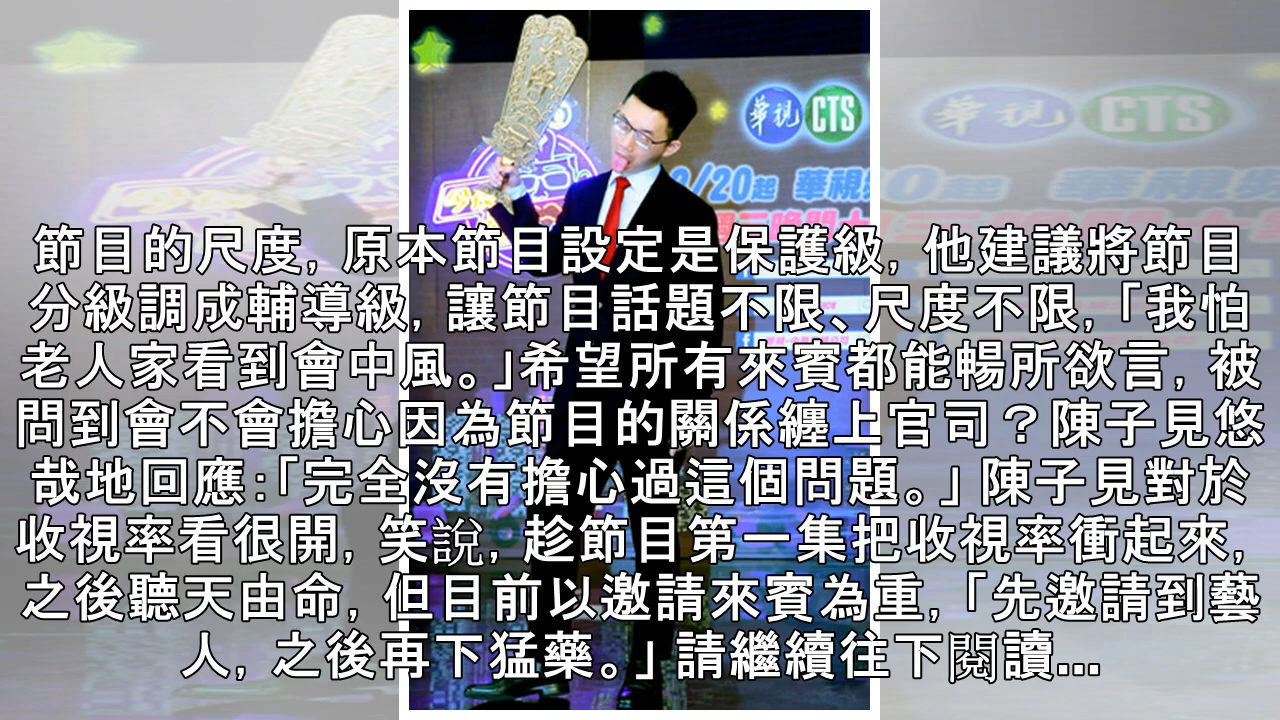 華視 CTS
/20起 華視
節目的尺度, 原本節目設定是保護級, 他建議將節目
分級調成輔導級, 讓節目話題不限、尺度不限,「我怕
老人家看到會中風。」希望所有來賓都能暢所欲言, 被
問到會不會擔心因為節目的關係纏上官司？陳子見悠
哉地回應:「完全沒有擔心過這個問題。」陳子見對於
收視率看很開, 笑說, 趁節目第一集把收視率衝起來,
之後聽天由命, 但目前以邀請來賓為重,「先邀請到藝
人, 之後再下猛藥。」請繼續往下閱讀...